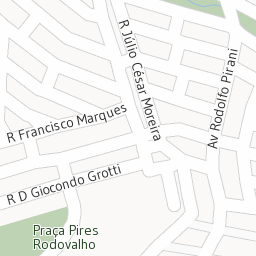 R Júlio César Moreira
Av Rodolfo Pirani
R Francisco Marques
R D Giocondo Grotti
Praça Pires
Rodovalho